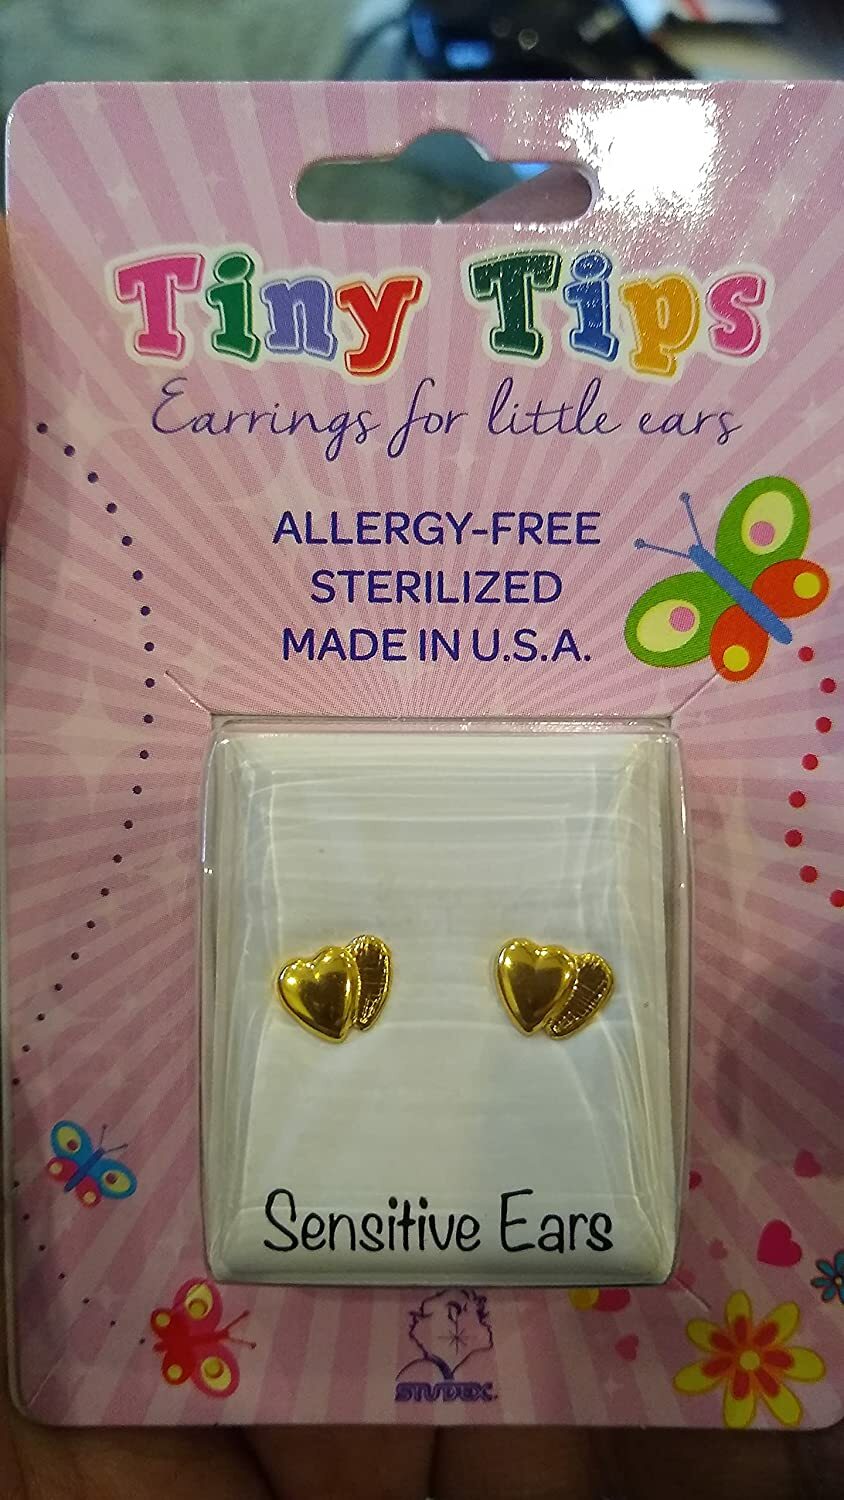 Tiny Tips
Earrings for little ears
ALLERGY-FREE
STERILIZED
MADE IN U.S.A.
Sensitive Ears
STUDEX